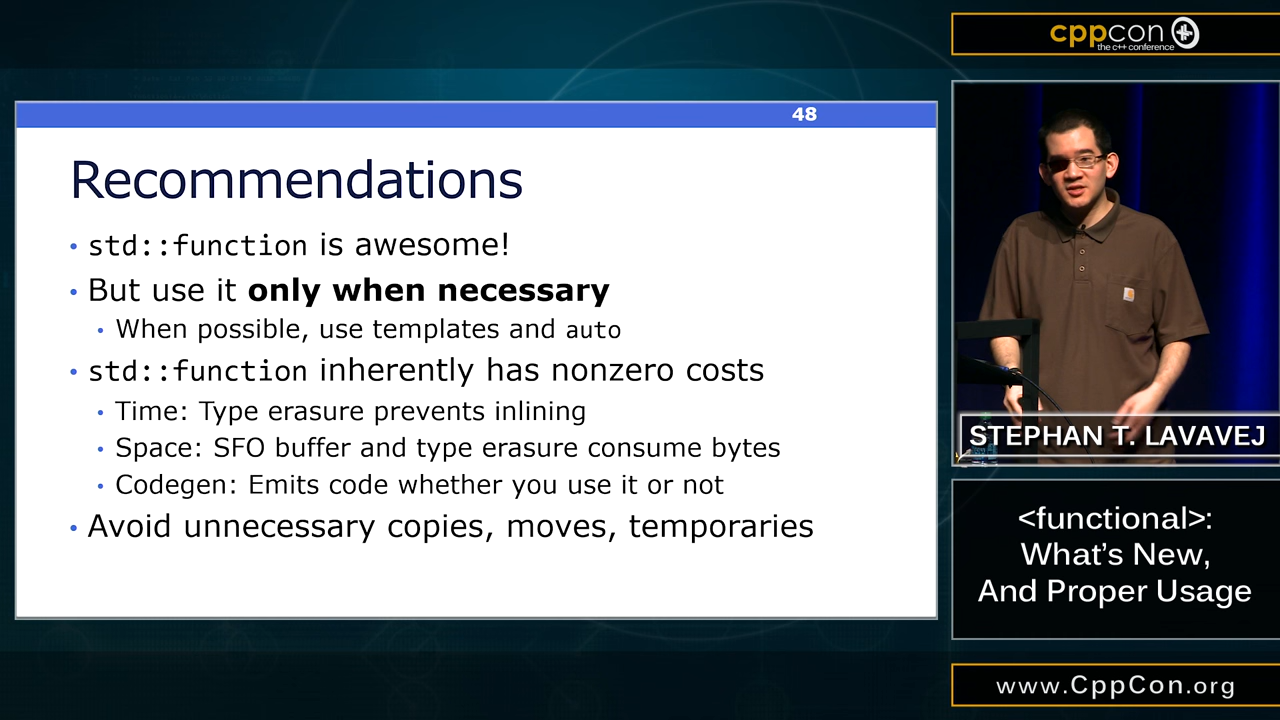 cppcon
the c++ conference
48
Recommendations
• std::function is awesome!
• But use it only when necessary
• When possible, use templates and auto
• std::function inherently has nonzero costs
• Time: Type erasure prevents inlining
• Space: SFO buffer and type erasure consume bytes
• Codegen: Emits code whether you use it or not
• Avoid unnecessary copies, moves, temporaries
STEPHAN T. LAVAVEJ
<functional>:
What's New,
And Proper Usage
www.CppCon.org